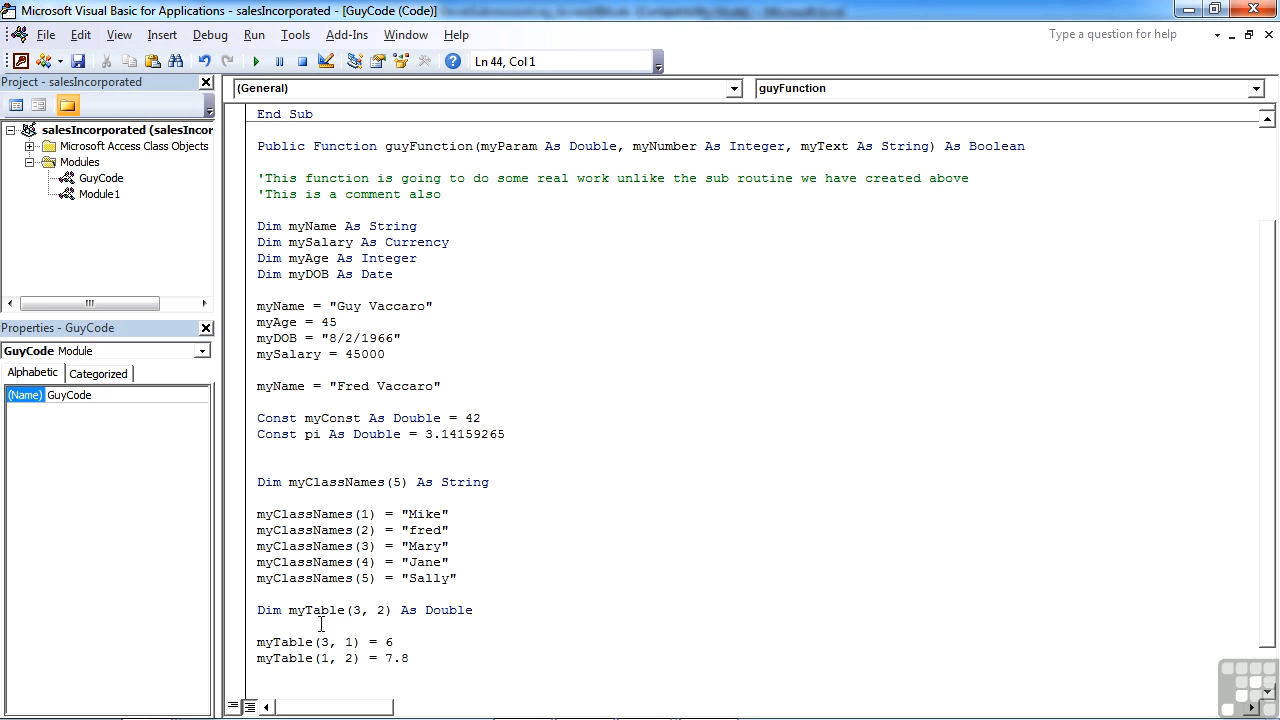 Microsoft Visual Basic for Applications - salesIncorporated - [GuyCode (Code)]
File Edit View Insert Debug Run Tools Add-Ins Window Help
Type a question for help
Ln 44, Col 1
Project - salesIncorporated
(General)
guyFunction
salesIncorporated (salesIncor
Microsoft Access Class Objects
Modules
GuyCode
Module1
Properties - GuyCode
GuyCode Module
Alphabetic Categorized
(Name) GuyCode
End Sub
Public Function guyFunction(myParam As Double, myNumber As Integer, myText As String) As Boolean
'This function is going to do some real work unlike the sub routine we have created above
'This is a comment also
Dim myName As String
Dim mySalary As Currency
Dim myAge As Integer
Dim myDOB As Date
myName = "Guy Vaccaro"
myAge = 45
myDOB = "8/2/1966"
mySalary = 45000
myName = "Fred Vaccaro"
Const myConst As Double = 42
Const pi As Double = 3.14159265
Dim myClassNames(5) As String
myClassNames(1) = "Mike"
myClassNames(2) = "fred"
myClassNames(3) = "Mary"
myClassNames(4) = "Jane"
myClassNames(5) = "Sally"
Dim myTable(3, 2) As Double
myTable(3, 1) = 6
myTable(1, 2) = 7.8